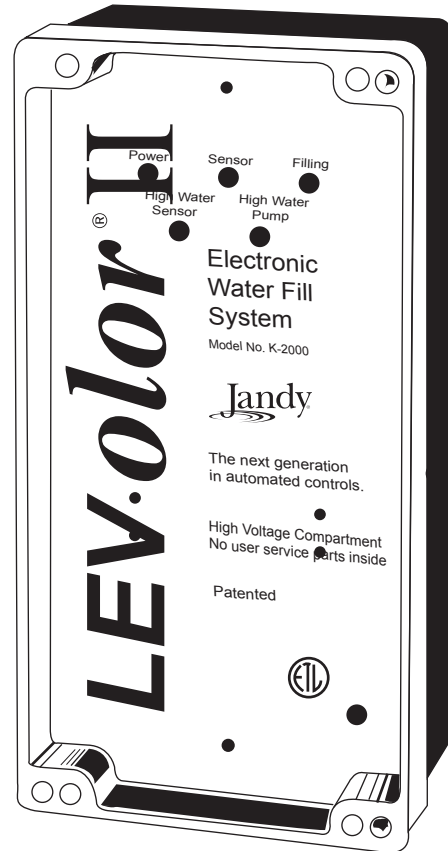 Power
Sensor
Filling
High Water
Sensor
High Water
Pump
LEVolor® II
Electronic
Water Fill
System
Model No. K-2000
Jandy®
The next generation
in automated controls.
High Voltage Compartment
No user service parts inside
Patented
ETL